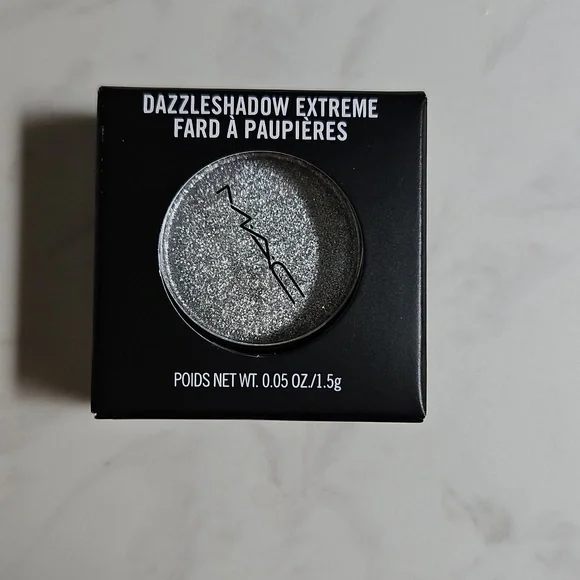 DAZZLESHADOW EXTREME
FARD À PAUPIÈRES
MAC
POIDS NET WT. 0.05 OZ./1.5g